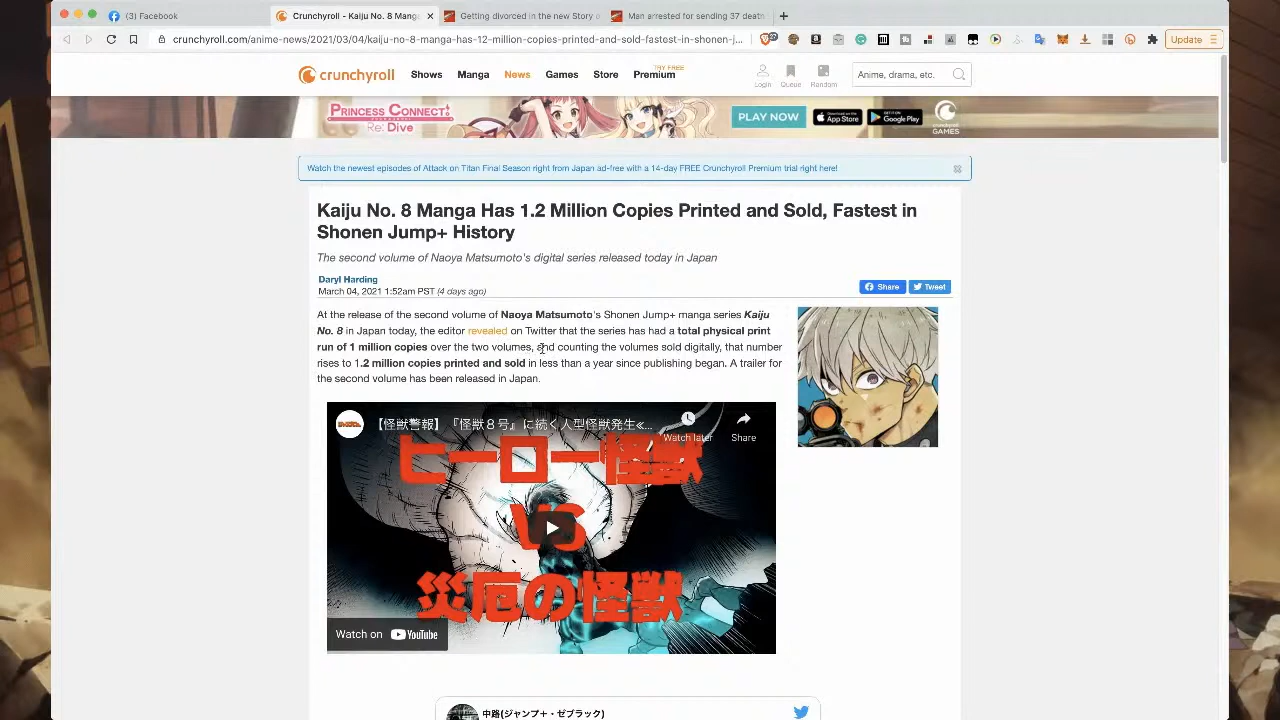 (3) Facebook
Crunchyroll - Kaiju No. 8 Manga
Getting divorced in the new Story o
Man arrested for sending 37 death
crunchyroll.com/anime-news/2021/03/04/kaiju-no-8-manga-has-12-million-copies-printed-and-sold-fastest-in-shonen-j...
Update
crunchyroll
Shows
Manga
News
Games
Store
TRY FREE
Premium
Login
Queue
Random
Anime, drama, etc.
PRINCESS CONNECT!
Re: Dive
PLAY NOW
Download on the
App Store
GET IT ON
Google Play
crunchyroll
GAMES
Watch the newest episodes of Attack on Titan Final Season right from Japan ad-free with a 14-day FREE Crunchyroll Premium trial right here!
Kaiju No. 8 Manga Has 1.2 Million Copies Printed and Sold, Fastest in
Shonen Jump+ History
The second volume of Naoya Matsumoto's digital series released today in Japan
Daryl Harding
March 04, 2021 1:52am PST (4 days ago)
Share
Tweet
At the release of the second volume of Naoya Matsumoto's Shonen Jump+ manga series Kaiju
No. 8 in Japan today, the editor revealed on Twitter that the series has had a total physical print
run of 1 million copies over the two volumes, and counting the volumes sold digitally, that number
rises to 1.2 million copies printed and sold in less than a year since publishing began. A trailer for
the second volume has been released in Japan.
【怪獣警報】『怪獣８号』に続く人型怪獣発生≪...
Watch later
Share
ヒーロー怪獣
VS
災厄の怪獣
Watch on YouTube
中路(ジャンプ＋・ゼブラック)